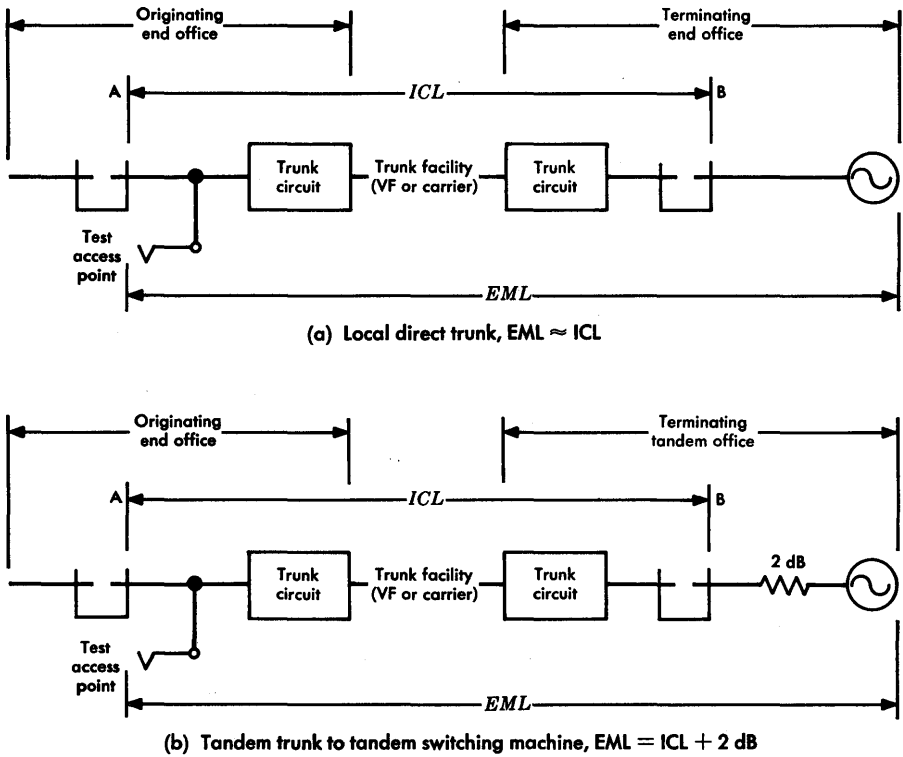 Originating
end office
Terminating
end office
A
ICL
B
Trunk
circuit
Trunk facility
(VF or carrier)
Trunk
circuit
Test
access
point
EML
(a) Local direct trunk, EML ≈ ICL
Originating
end office
Terminating
tandem office
A
ICL
B
2 dB
Trunk
circuit
Trunk facility
(VF or carrier)
Trunk
circuit
Test
access
point
EML
(b) Tandem trunk to tandem switching machine, EML = ICL + 2 dB